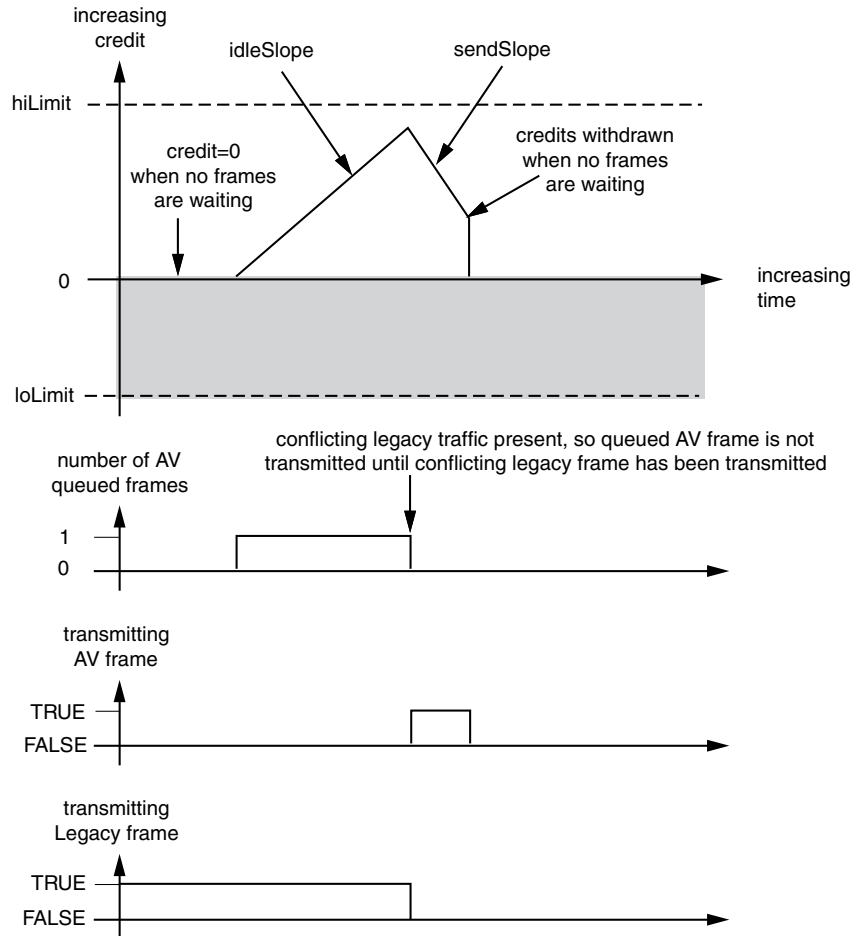 increasing
credit
idleSlope
sendSlope
hiLimit
credit=0
when no frames
are waiting
credits withdrawn
when no frames
are waiting
0
increasing
time
loLimit
conflicting legacy traffic present, so queued AV frame is not
transmitted until conflicting legacy frame has been transmitted
number of AV
queued frames
1
0
transmitting
AV frame
TRUE
FALSE
transmitting
Legacy frame
TRUE
FALSE